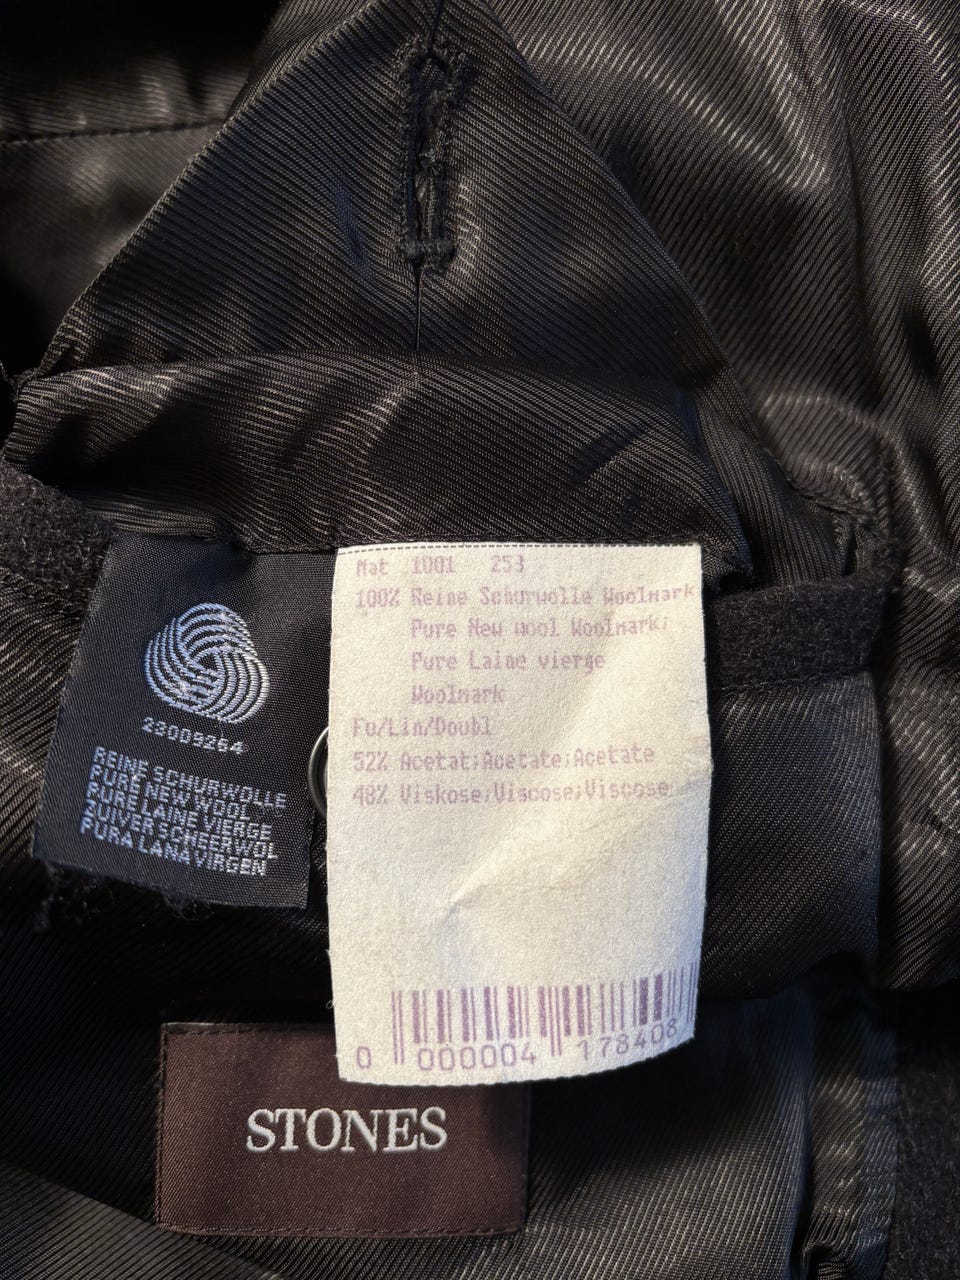 Mat 1001 253
100% Reine Schurwolle Woolmark
Pure New wool Woolmark;
Pure Laine vierge
Woolmark
Fo/Lin/Doubl
52% Acetat;Acetate;Acetate
48% Viskose;Viscose;Viscose
0 000004 178408
23009264
REINE SCHURWOLLE
PURE NEW WOOL
PURE LAINE VIERGE
ZUIVER SCHEERWOL
PURA LANA VIRGEN
STONES